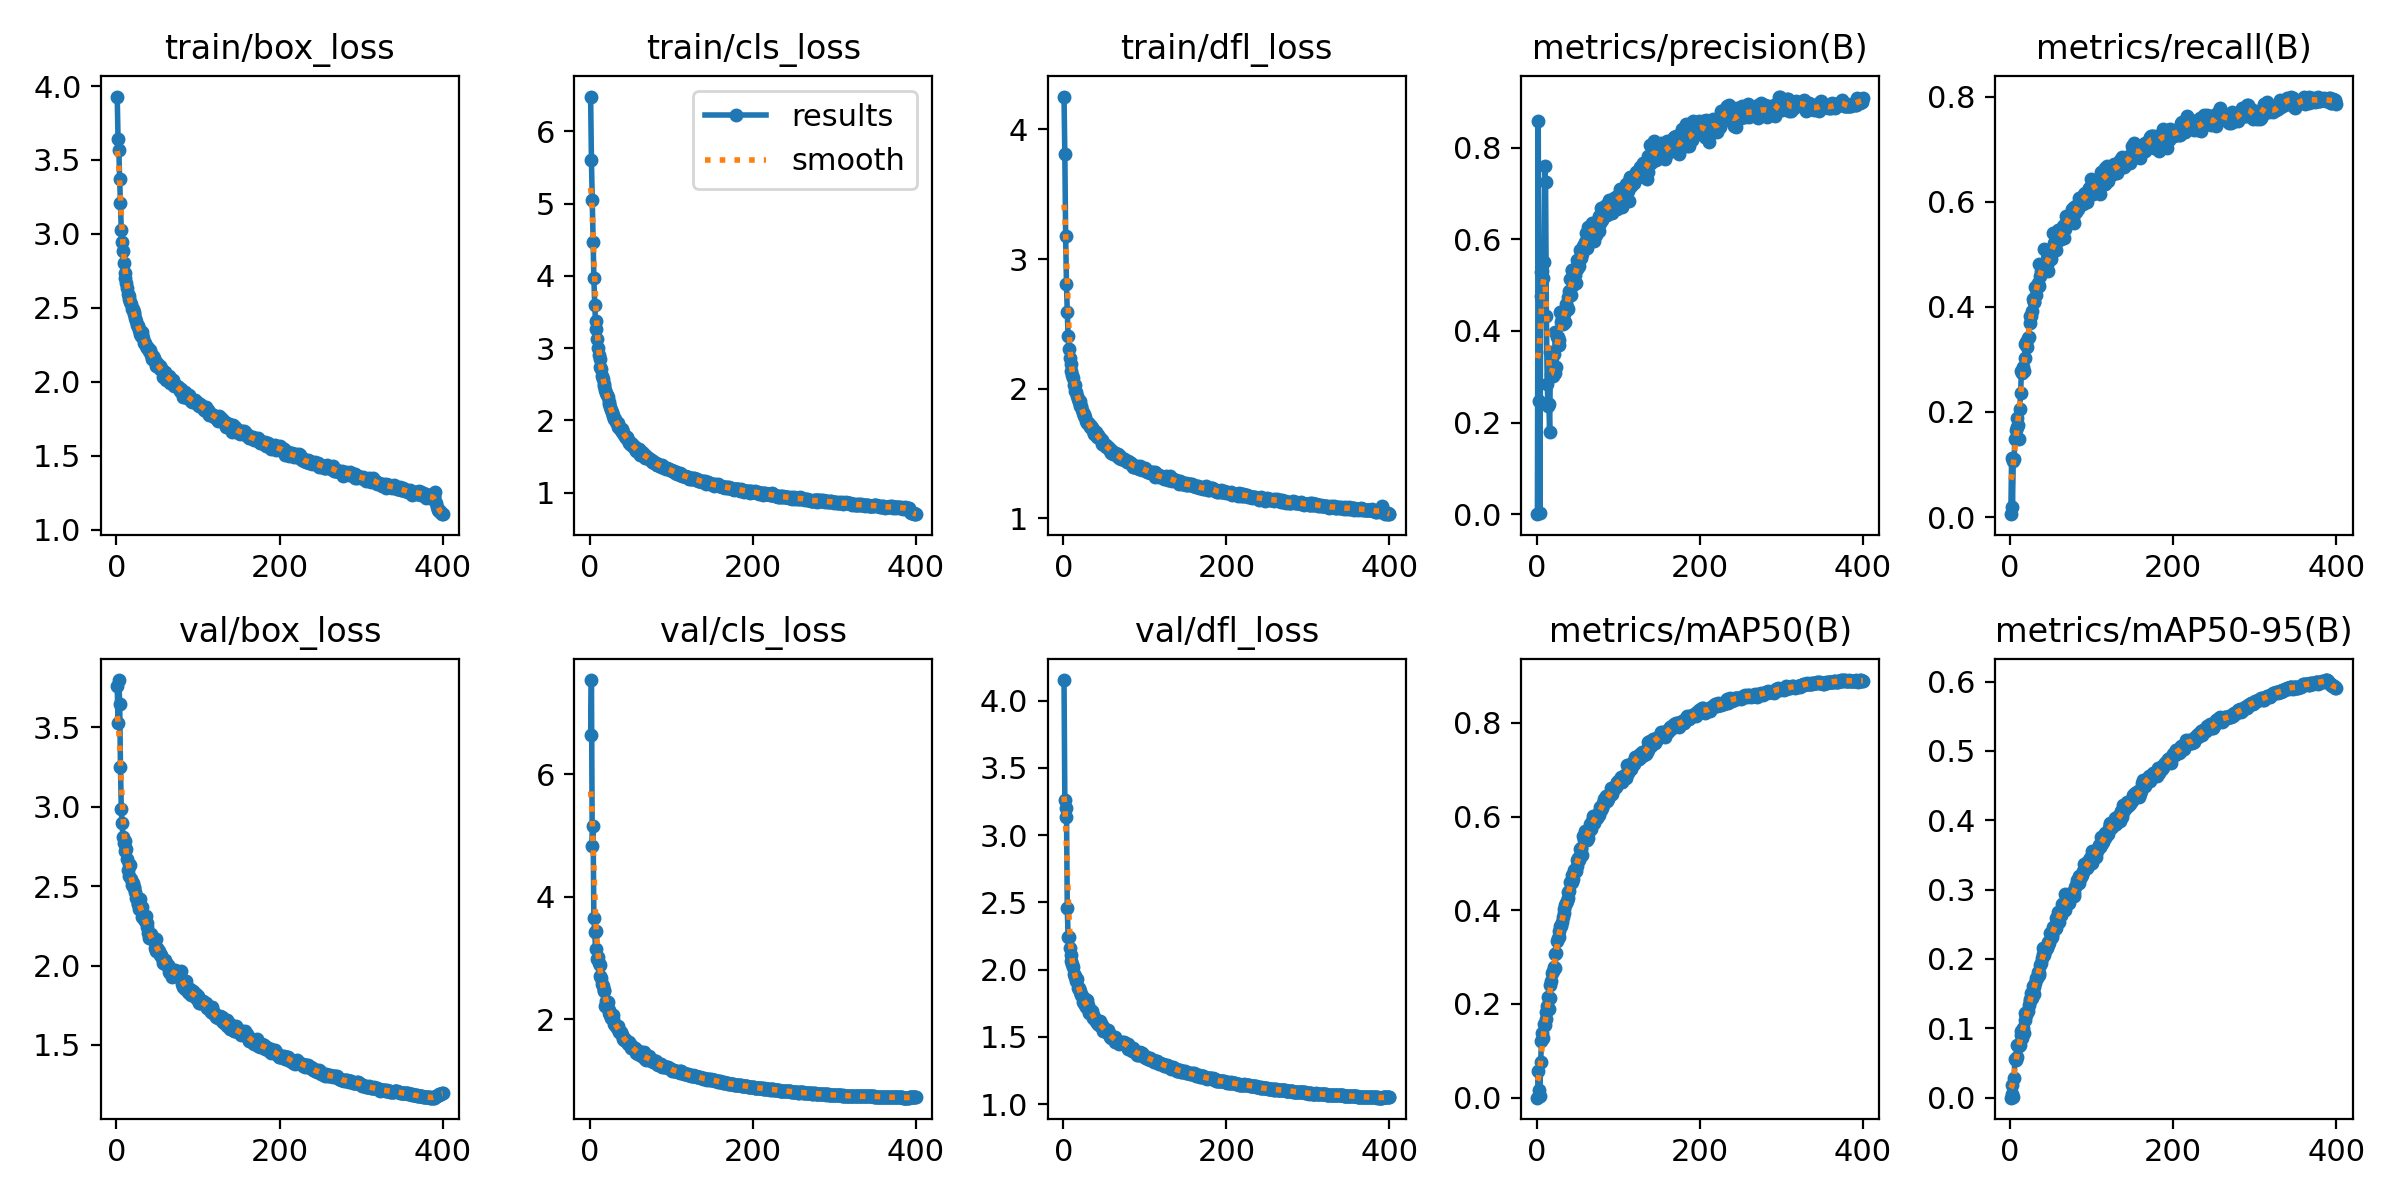 train/box_loss
train/cls_loss
train/dfl_loss
metrics/precision(B)
metrics/recall(B)
4.0
3.5
3.0
2.5
2.0
1.5
1.0
0 200 400
results
smooth
6
5
4
3
2
1
0 200 400
4
3
2
1
0 200 400
0.8
0.6
0.4
0.2
0.0
0 200 400
0.8
0.6
0.4
0.2
0.0
0 200 400
val/box_loss
val/cls_loss
val/dfl_loss
metrics/mAP50(B)
metrics/mAP50-95(B)
3.5
3.0
2.5
2.0
1.5
0 200 400
6
4
2
0 200 400
4.0
3.5
3.0
2.5
2.0
1.5
1.0
0 200 400
0.8
0.6
0.4
0.2
0.0
0 200 400
0.6
0.5
0.4
0.3
0.2
0.1
0.0
0 200 400